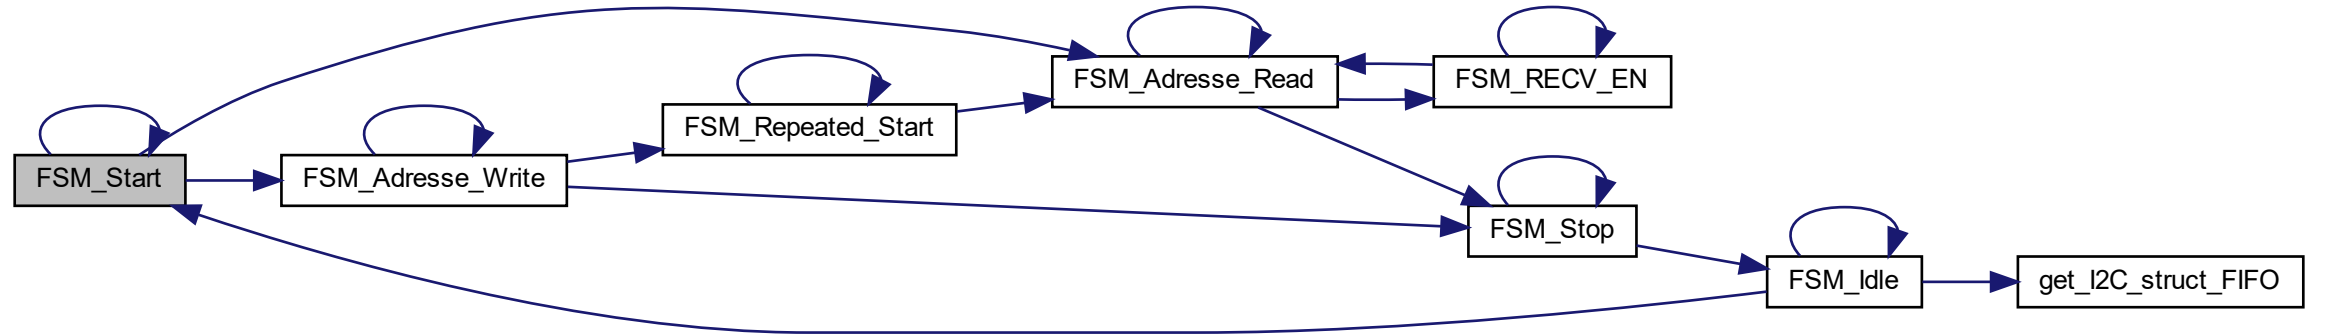 FSM_Start
FSM_Adresse_Write
FSM_Repeated_Start
FSM_Adresse_Read
FSM_RECV_EN
FSM_Stop
FSM_Idle
get_I2C_struct_FIFO